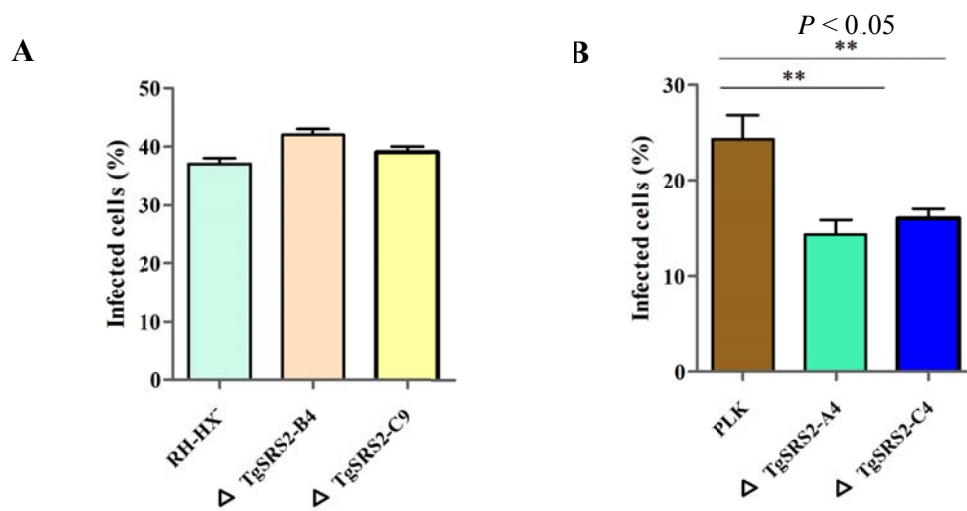 A
Infected cells (%)
50
40
30
20
10
0
RH-HX⁻
Δ TgSRS2-B4
Δ TgSRS2-C9
B
P < 0.05
**
**
Infected cells (%)
30
20
10
0
PLK
Δ TgSRS2-A4
Δ TgSRS2-C4